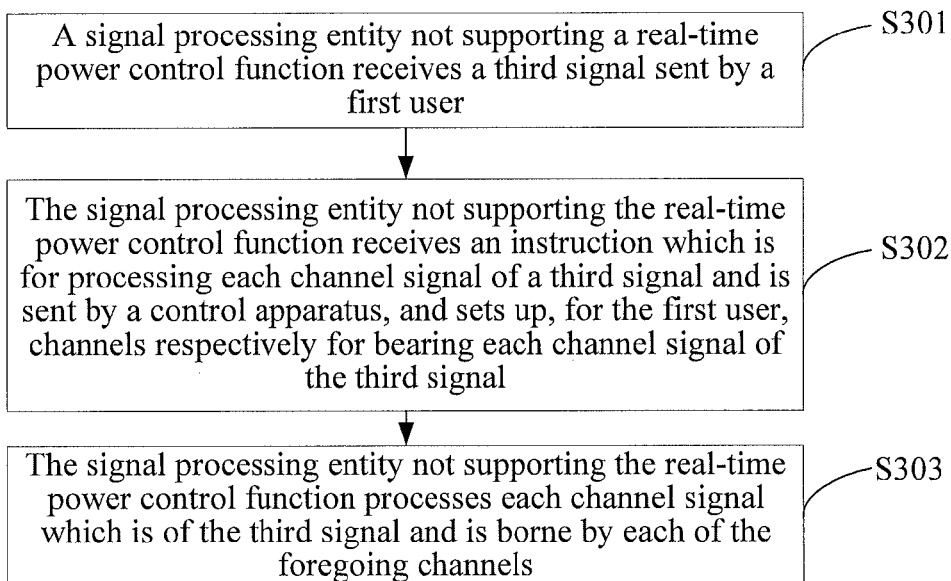 A signal processing entity not supporting a real-time
power control function receives a third signal sent by a
first user
S301
The signal processing entity not supporting the real-time
power control function receives an instruction which is
for processing each channel signal of a third signal and is
sent by a control apparatus, and sets up, for the first user,
channels respectively for bearing each channel signal of
the third signal
S302
The signal processing entity not supporting the real-time
power control function processes each channel signal
which is of the third signal and is borne by each of the
foregoing channels
S303